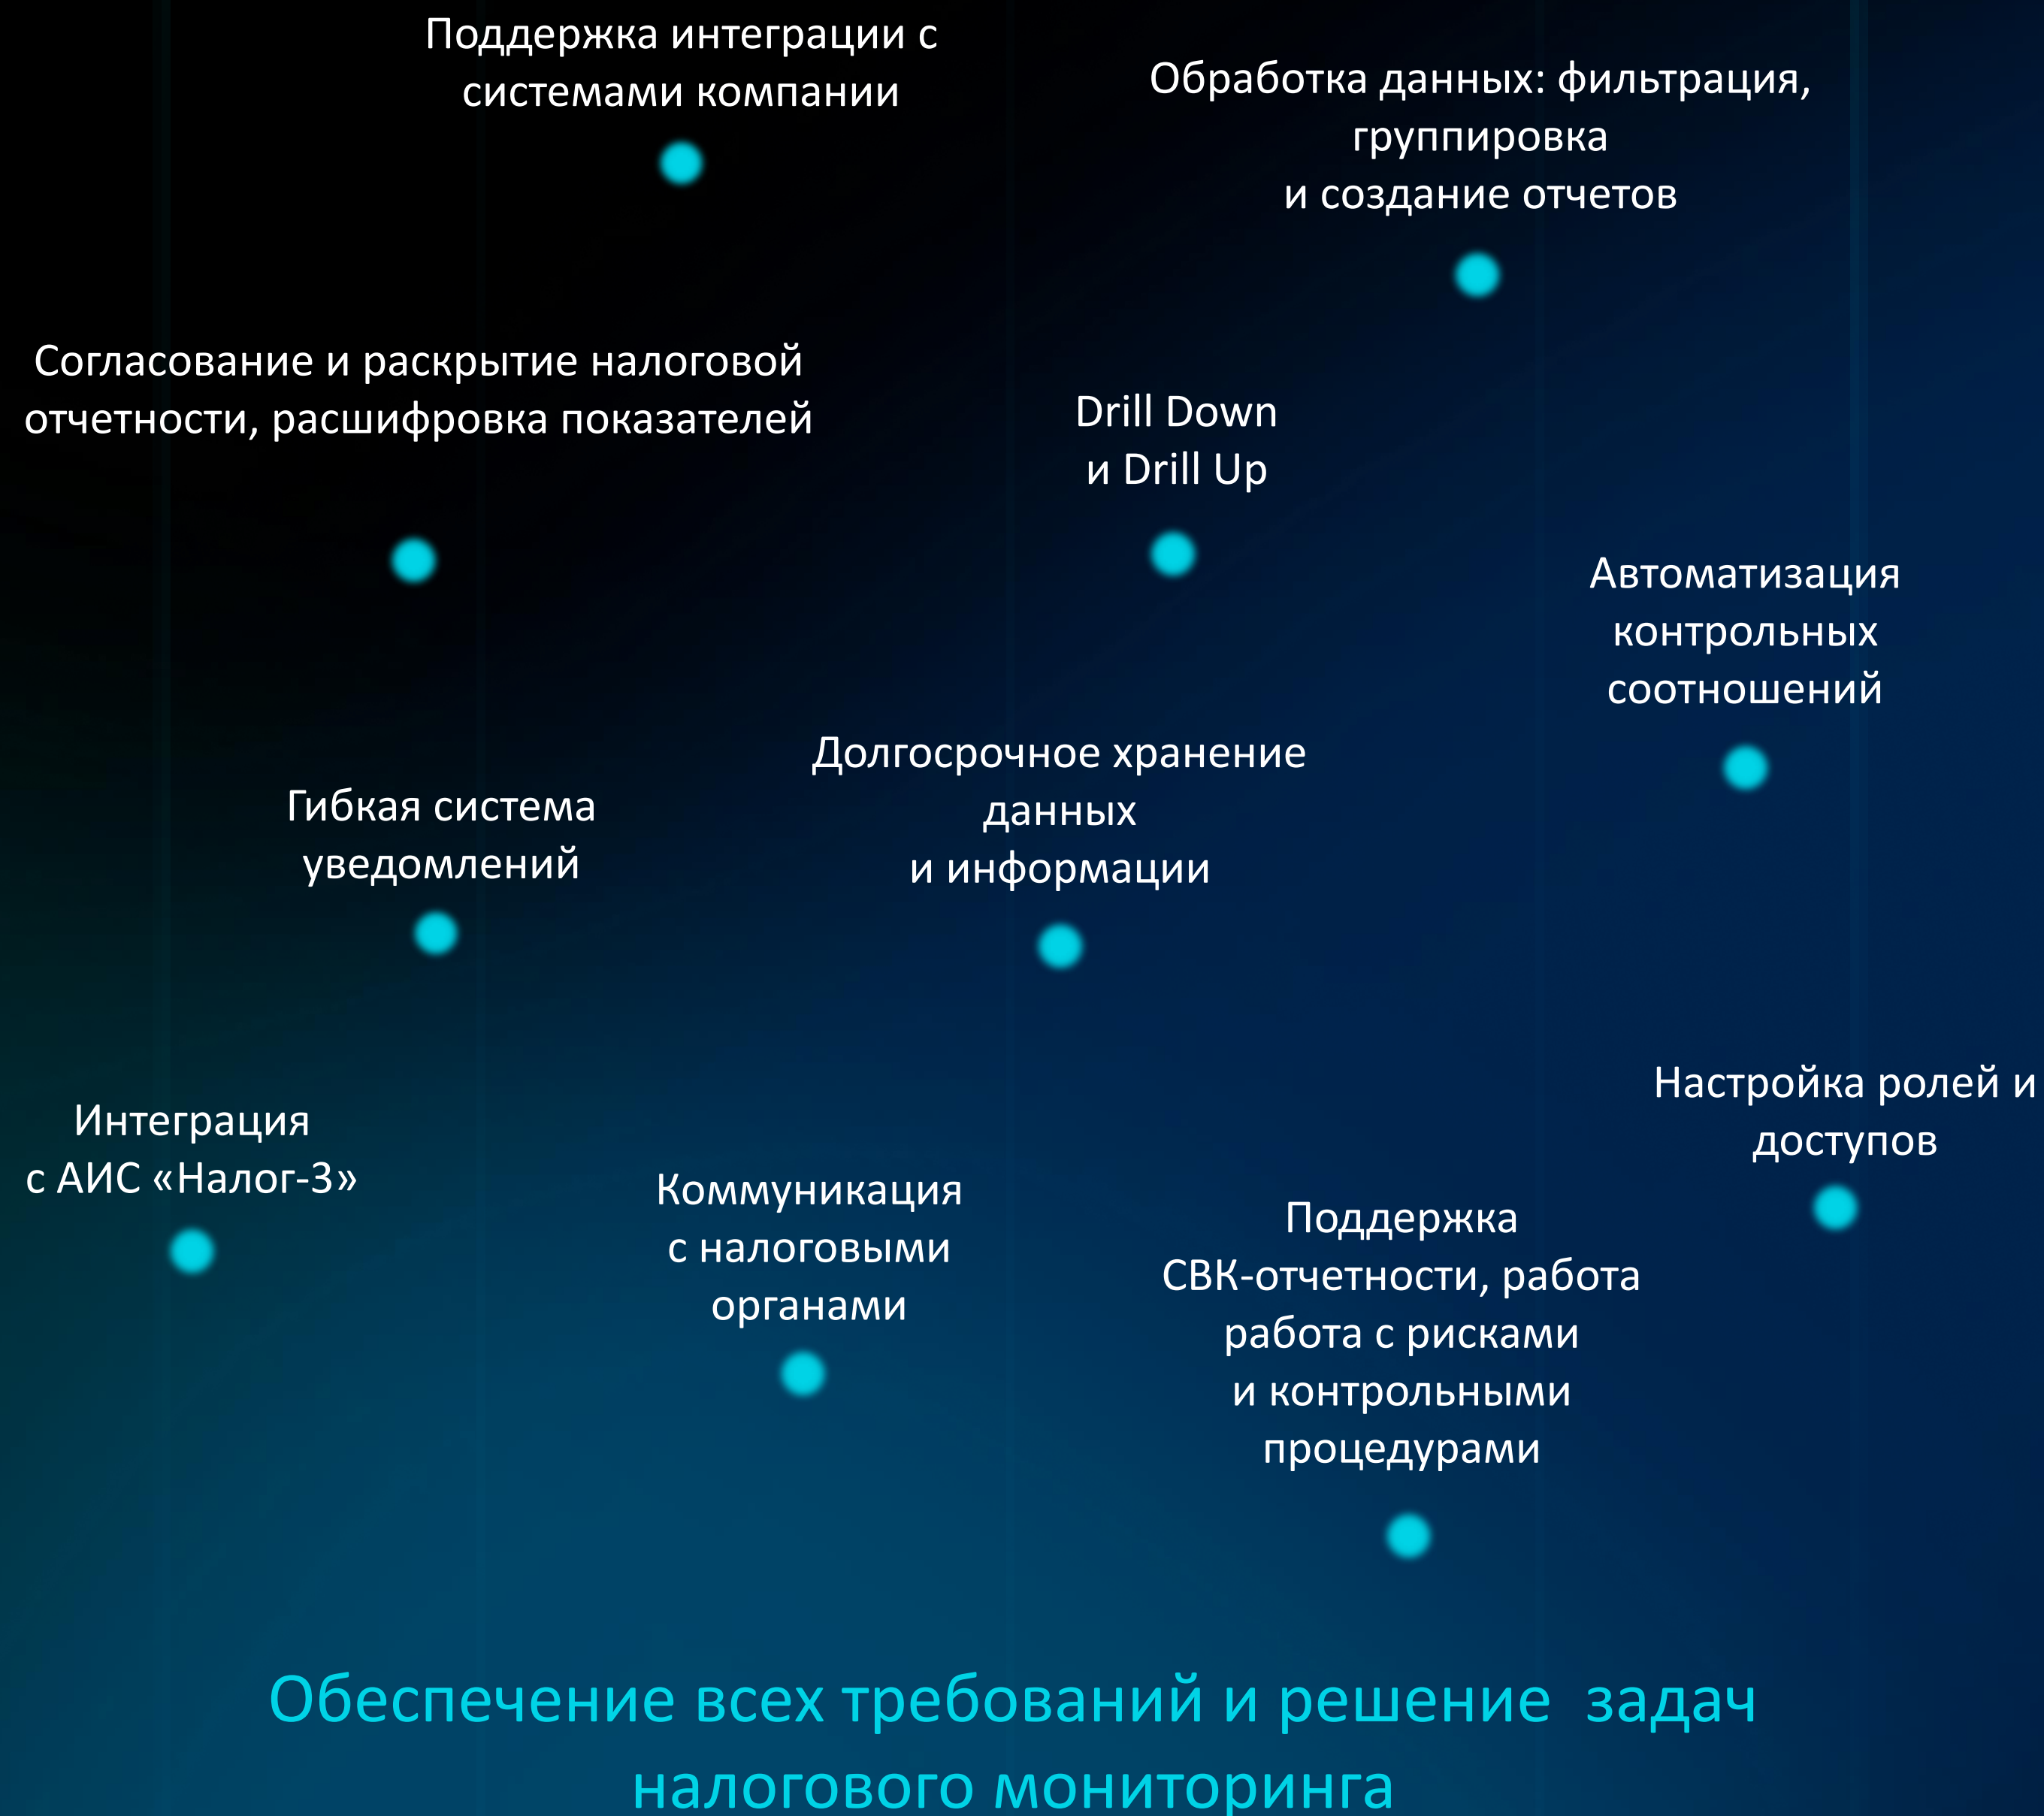 Поддержка интеграции с
системами компании
Обработка данных: фильтрация,
группировка
и создание отчетов
Согласование и раскрытие налоговой
отчетности, расшифровка показателей
Drill Down
и Drill Up
Автоматизация
контрольных
соотношений
Долгосрочное хранение
данных
и информации
Гибкая система
уведомлений
Настройка ролей и
доступов
Интеграция
с АИС «Налог-3»
Коммуникация
с налоговыми
органами
Поддержка
СВК-отчетности, работа
работа с рисками
и контрольными
процедурами
Обеспечение всех требований и решение  задач
налогового мониторинга